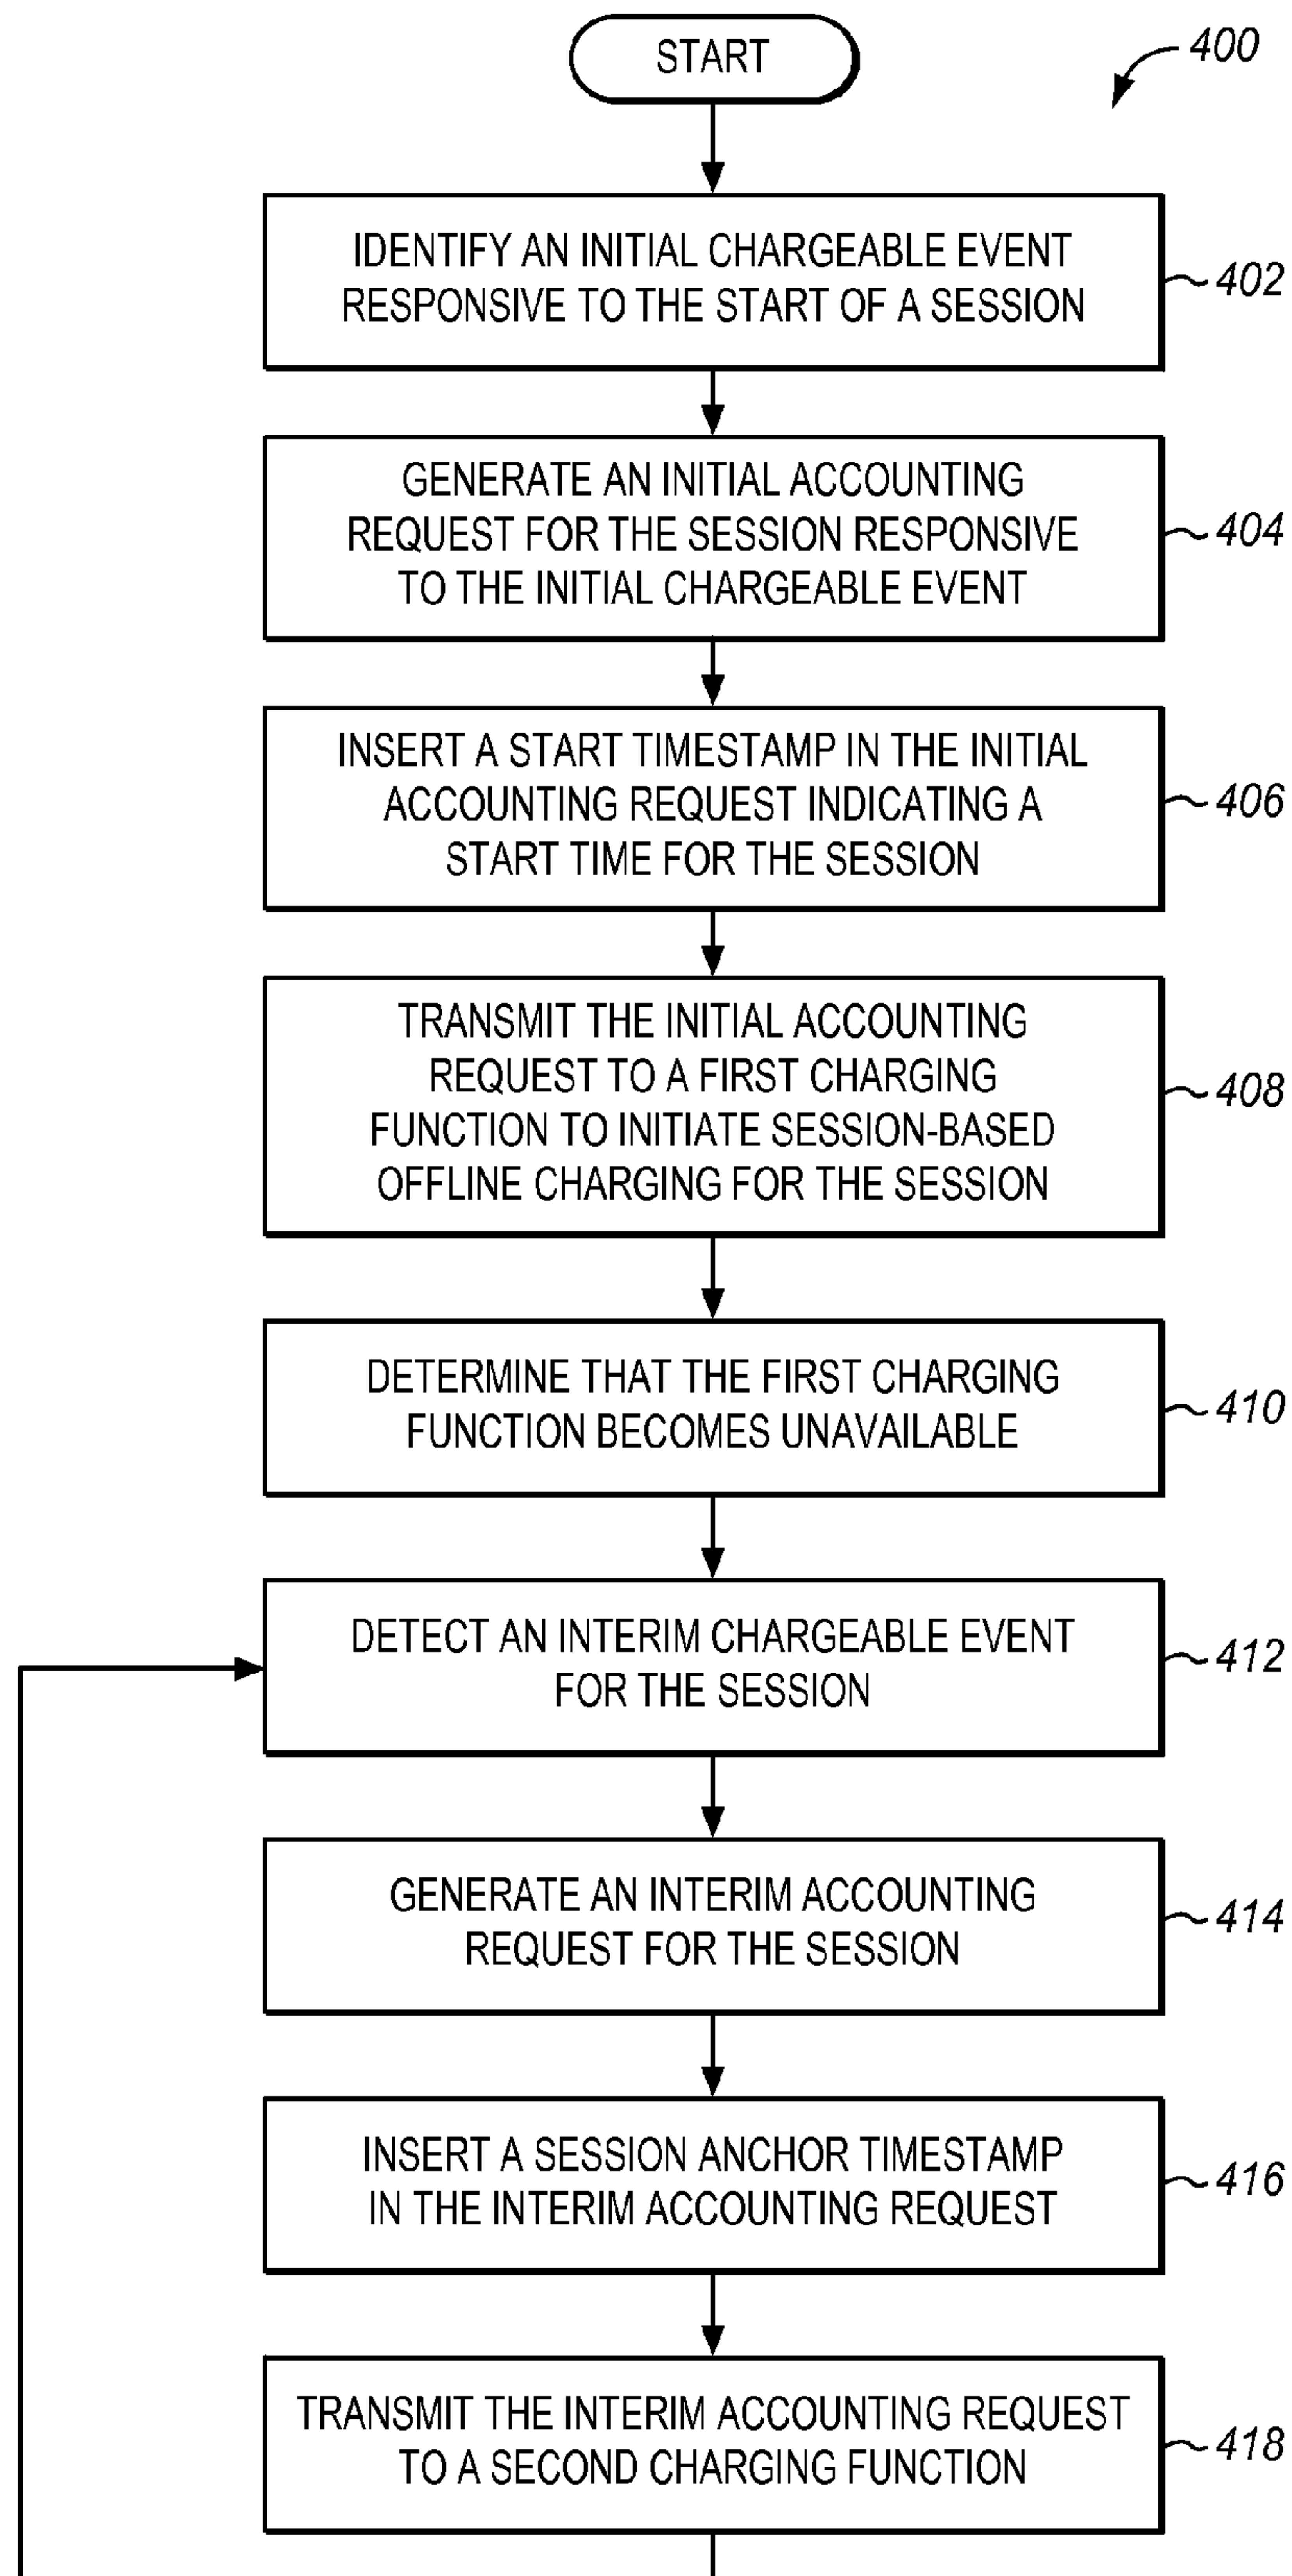 START
400
IDENTIFY AN INITIAL CHARGEABLE EVENT
RESPONSIVE TO THE START OF A SESSION
402
GENERATE AN INITIAL ACCOUNTING
REQUEST FOR THE SESSION RESPONSIVE
TO THE INITIAL CHARGEABLE EVENT
404
INSERT A START TIMESTAMP IN THE INITIAL
ACCOUNTING REQUEST INDICATING A
START TIME FOR THE SESSION
406
TRANSMIT THE INITIAL ACCOUNTING
REQUEST TO A FIRST CHARGING
FUNCTION TO INITIATE SESSION-BASED
OFFLINE CHARGING FOR THE SESSION
408
DETERMINE THAT THE FIRST CHARGING
FUNCTION BECOMES UNAVAILABLE
410
DETECT AN INTERIM CHARGEABLE EVENT
FOR THE SESSION
412
GENERATE AN INTERIM ACCOUNTING
REQUEST FOR THE SESSION
414
INSERT A SESSION ANCHOR TIMESTAMP
IN THE INTERIM ACCOUNTING REQUEST
416
TRANSMIT THE INTERIM ACCOUNTING REQUEST
TO A SECOND CHARGING FUNCTION
418